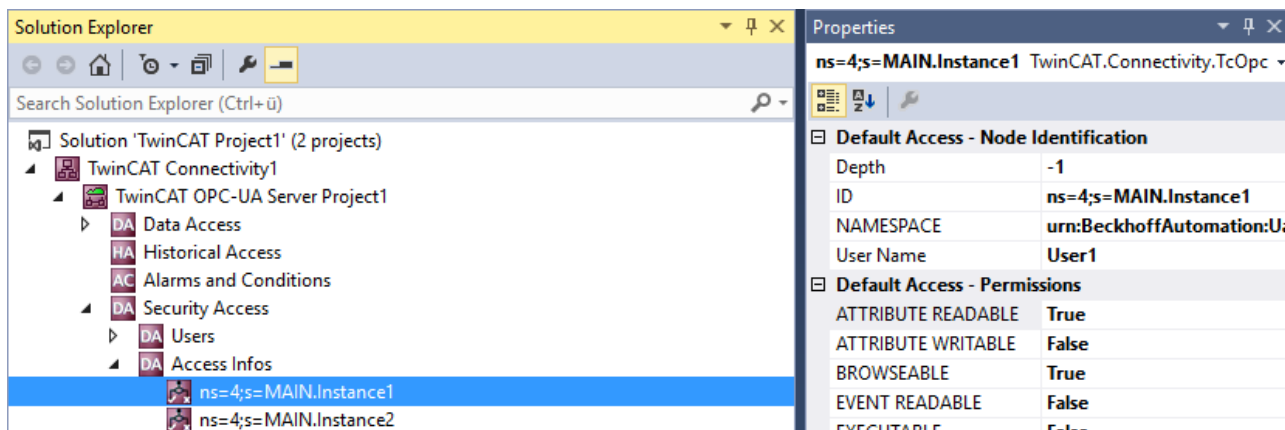 Solution Explorer
Search Solution Explorer (Ctrl+ü)
Solution 'TwinCAT Project1' (2 projects)
TwinCAT Connectivity1
TwinCAT OPC-UA Server Project1
DA Data Access
HA Historical Access
AC Alarms and Conditions
DA Security Access
DA Users
DA Access Infos
ns=4;s=MAIN.Instance1
ns=4;s=MAIN.Instance2
Properties
ns=4;s=MAIN.Instance1 TwinCAT.Connectivity.TcOpc
Default Access - Node Identification
Depth -1
ID ns=4;s=MAIN.Instance1
NAMESPACE urn:BeckhoffAutomation:Ua
User Name User1
Default Access - Permissions
ATTRIBUTE READABLE True
ATTRIBUTE WRITABLE False
BROWSEABLE True
EVENT READABLE False
EXECUTABLE False